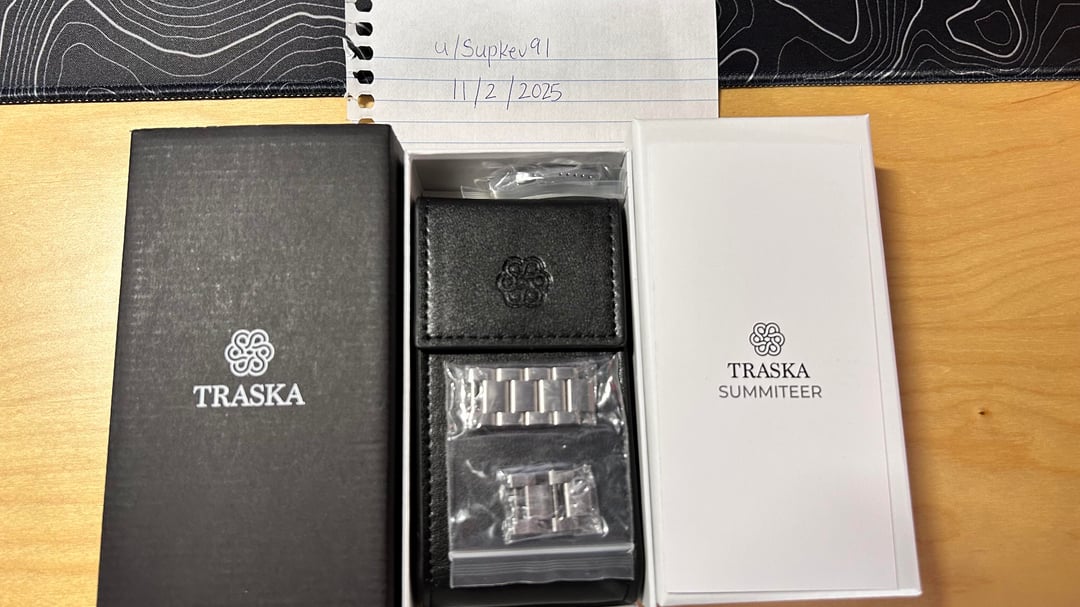 u/Supkev91
11/2/2025
TRASKA
TRASKA
SUMMITEER